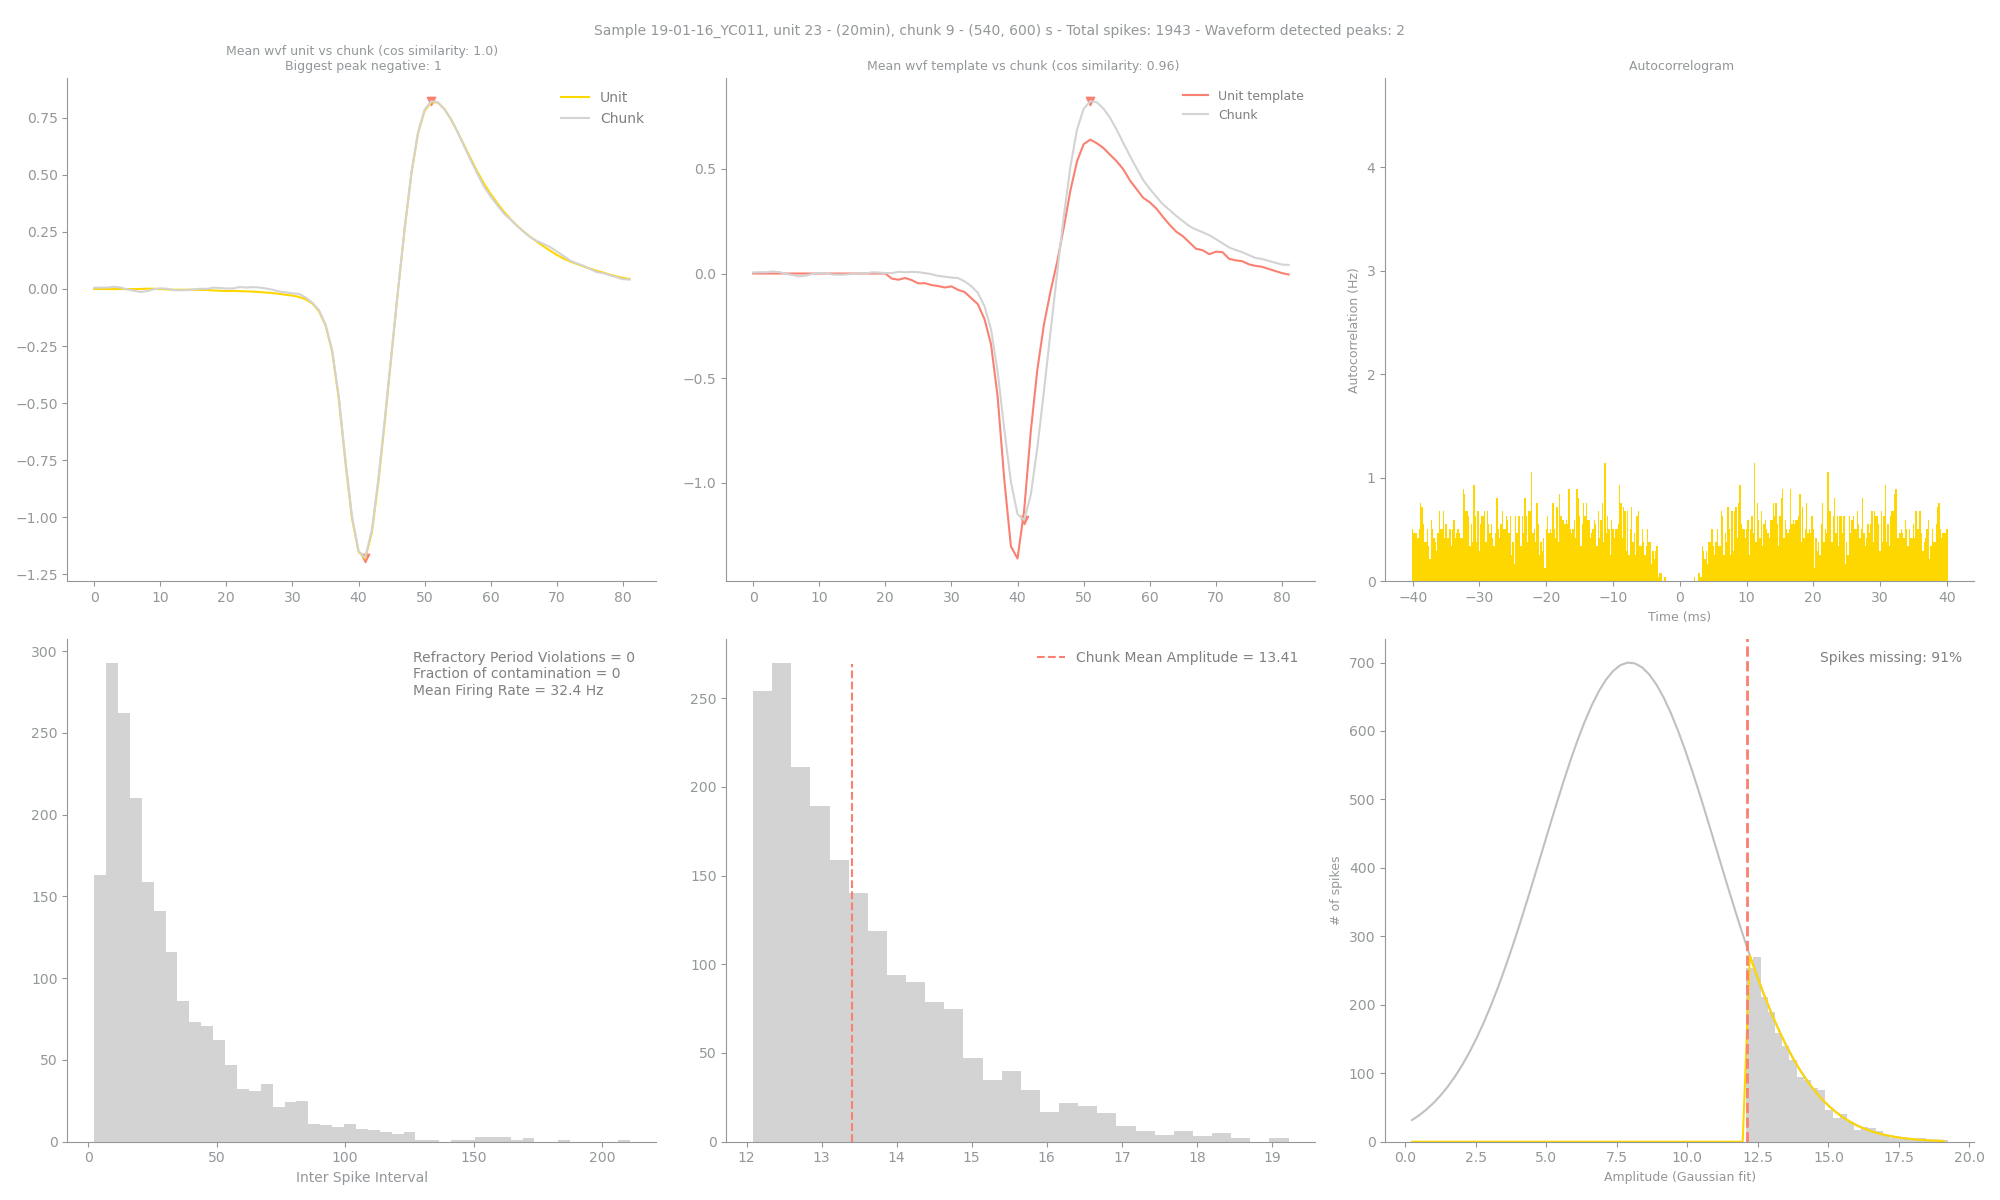 Sample 19-01-16_YC011, unit 23 - (20min), chunk 9 - (540, 600) s - Total spikes: 1943 - Waveform detected peaks: 2
Mean wvf unit vs chunk (cos similarity: 1.0)
Biggest peak negative: 1
Unit
Chunk
0.75
0.50
0.25
0.00
−0.25
−0.50
−0.75
−1.00
−1.25
0 10 20 30 40 50 60 70 80
Mean wvf template vs chunk (cos similarity: 0.96)
Unit template
Chunk
0.5
0.0
−0.5
−1.0
0 10 20 30 40 50 60 70 80
Autocorrelogram
Autocorrelation (Hz)
4
3
2
1
0
−40 −30 −20 −10 0 10 20 30 40
Time (ms)
Refractory Period Violations = 0
Fraction of contamination = 0
Mean Firing Rate = 32.4 Hz
300
250
200
150
100
50
0
0 50 100 150 200
Inter Spike Interval
Chunk Mean Amplitude = 13.41
250
200
150
100
50
0
12 13 14 15 16 17 18 19
Spikes missing: 91%
# of spikes
700
600
500
400
300
200
100
0
0.0 2.5 5.0 7.5 10.0 12.5 15.0 17.5 20.0
Amplitude (Gaussian fit)